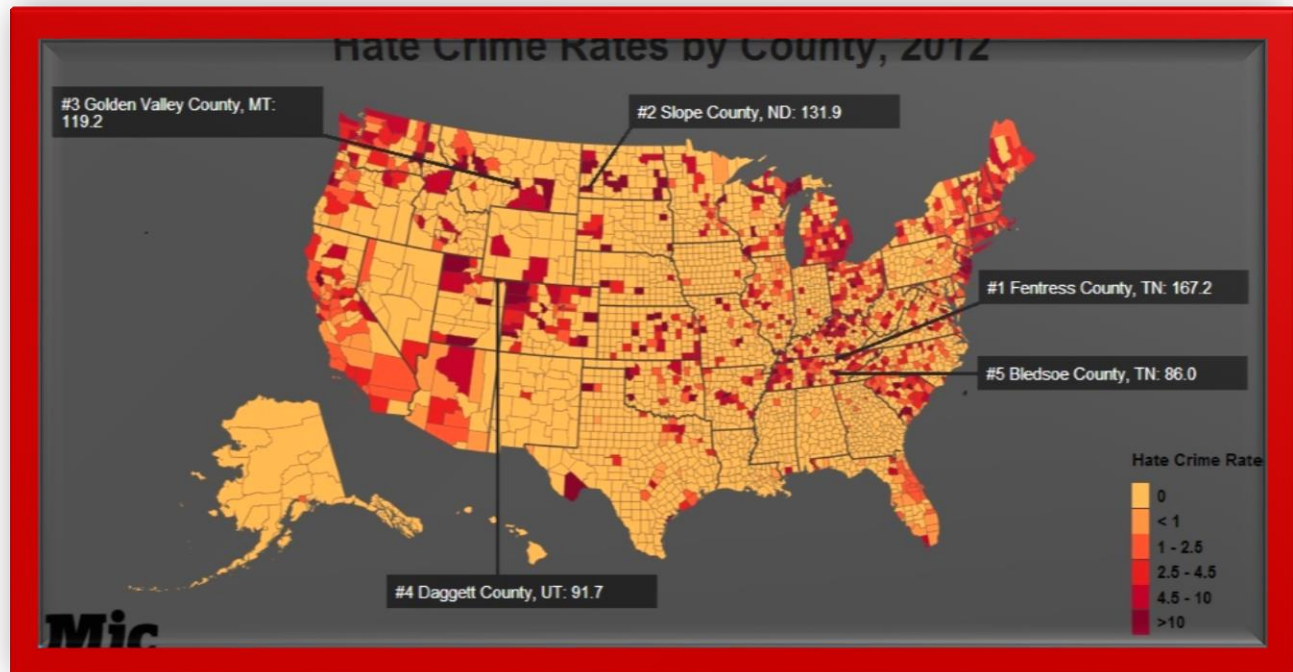 Hate Crime Rates by County, 2012
#3 Golden Valley County, MT:
119.2
#2 Slope County, ND: 131.9
#1 Fentress County, TN: 167.2
#5 Bledsoe County, TN: 86.0
#4 Daggett County, UT: 91.7
Hate Crime Rate
0
< 1
1 - 2.5
2.5 - 4.5
4.5 - 10
>10
Mic